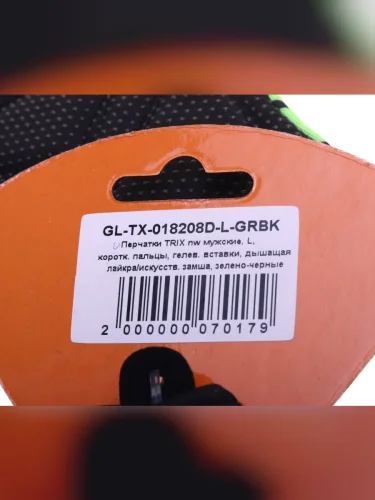 GL-TX-018208D-L-GRBK
Перчатки TRIX nw мужские, L,
коротк. пальцы, гелев. вставки, дышащая
лайкра/искусств. замша, зелено-черные
2 000000 070179